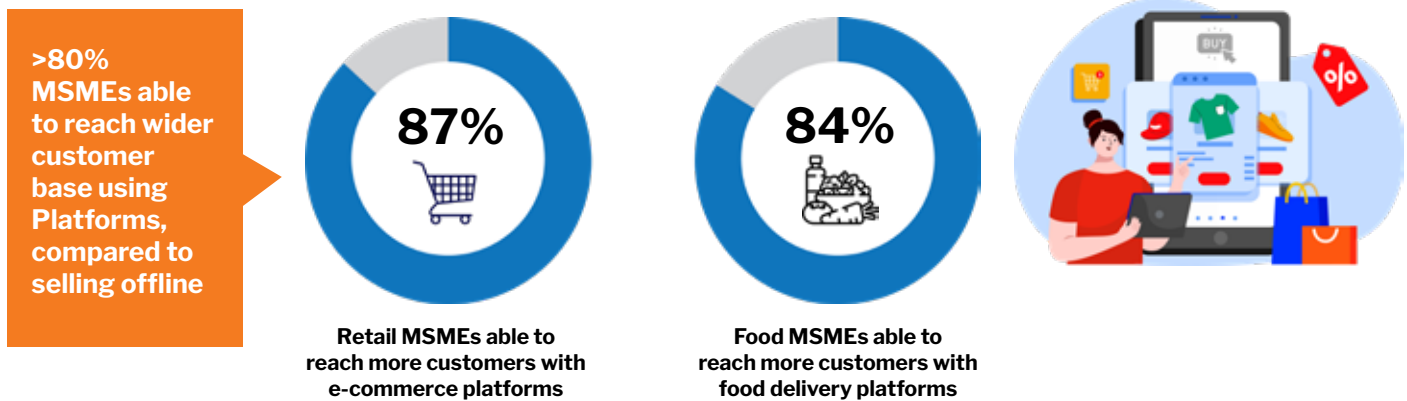 >80%
MSMEs able
to reach wider
customer
base using
Platforms,
compared to
selling offline
87%
Retail MSMEs able to
reach more customers with
e-commerce platforms
84%
Food MSMEs able to
reach more customers with
food delivery platforms
BUY
%